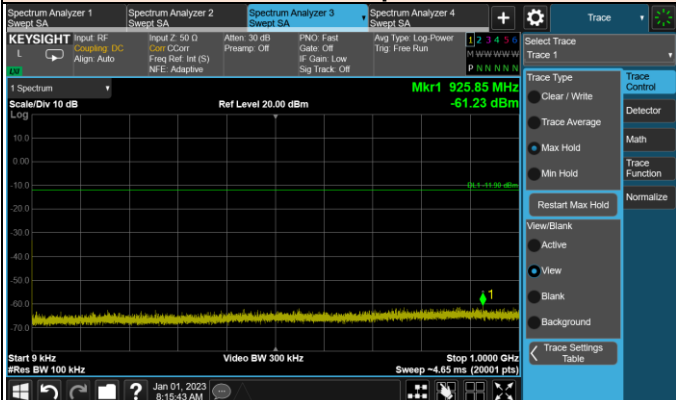 Spectrum Analyzer 1
Swept SA
Spectrum Analyzer 2
Swept SA
Spectrum Analyzer 3
Swept SA
Spectrum Analyzer 4
Swept SA
+
Trace
KEYSIGHT
L
LXI
Input: RF
Coupling: DC
Align: Auto
Input Z: 50 Ω
Corr CCorr
Freq Ref: Int (S)
NFE: Adaptive
Atten: 30 dB
Preamp: Off
PNO: Fast
Gate: Off
IF Gain: Low
Sig Track: Off
Avg Type: Log-Power
Trig: Free Run
1 2 3 4 5 6
M W W W W W
P N N N N N
Select Trace
Trace 1
1 Spectrum
Scale/Div 10 dB
Log
Ref Level 20.00 dBm
Mkr1 925.85 MHz
-61.23 dBm
10.0
0.00
-10.0
-20.0
-30.0
-40.0
-50.0
-60.0
-70.0
DL1 -11.90 dBm
1
Start 9 kHz
#Res BW 100 kHz
Video BW 300 kHz
Stop 1.0000 GHz
Sweep ~4.65 ms (20001 pts)
Trace Type
Clear / Write
Trace Average
Max Hold
Min Hold
Restart Max Hold
View/Blank
Active
View
Blank
Background
Trace Settings
Table
Trace
Control
Detector
Math
Trace
Function
Normalize
?
Jan 01, 2023
8:15:43 AM